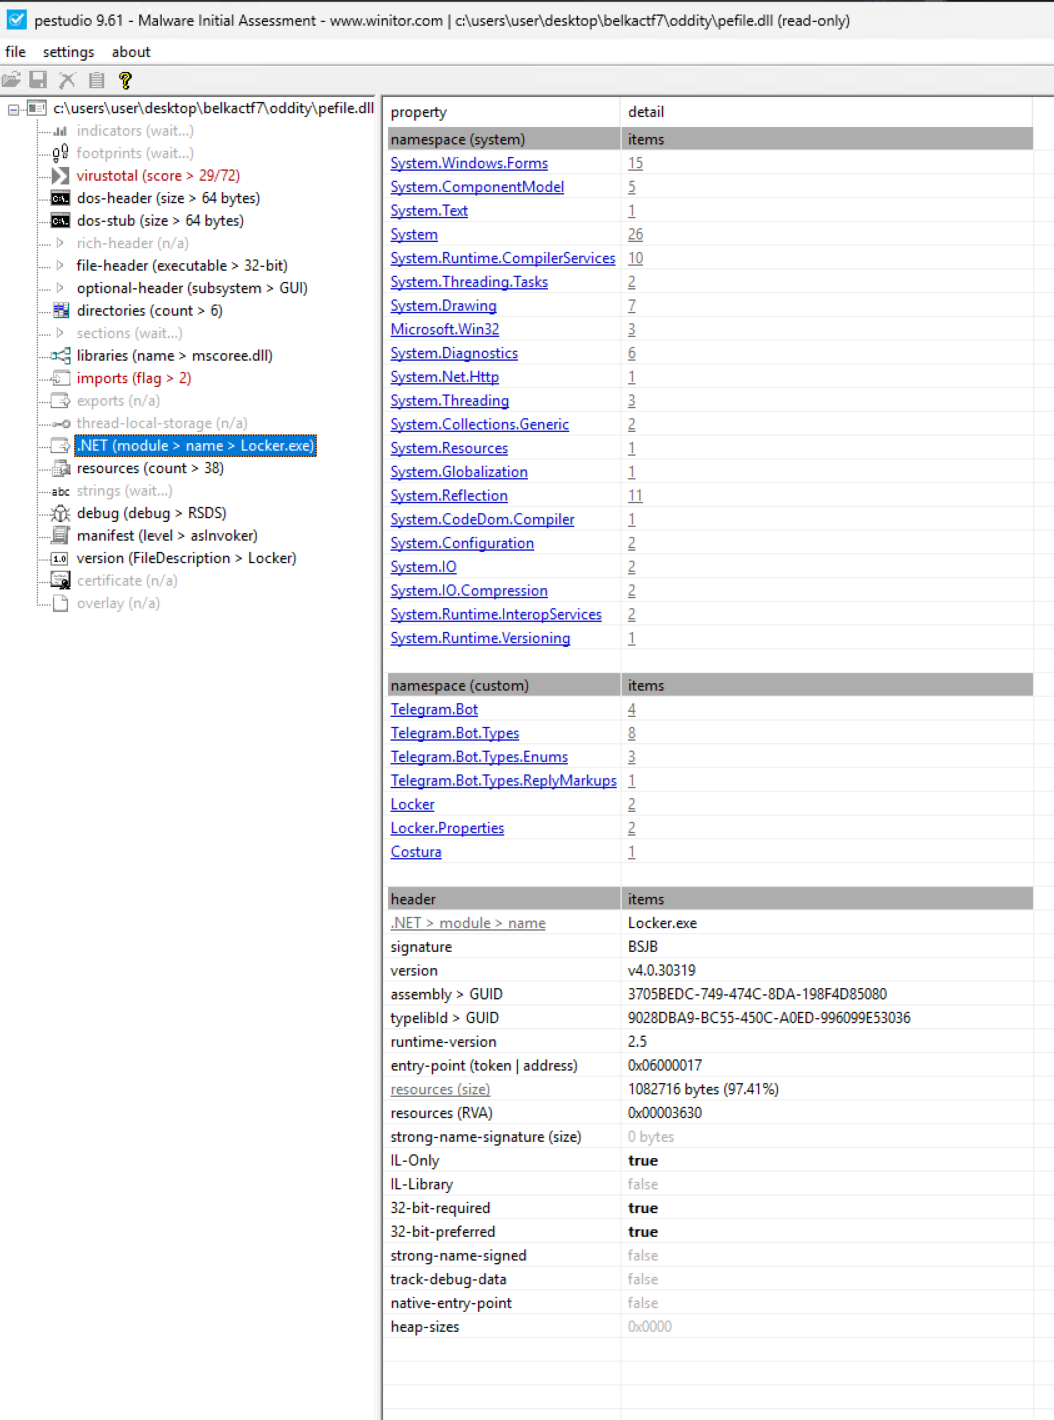 pestudio 9.61 - Malware Initial Assessment - www.winitor.com | c:\users\user\desktop\belkactf7\oddity\pefile.dll (read-only)
file settings about
c:\users\user\desktop\belkactf7\oddity\pefile.dll
indicators (wait...)
footprints (wait...)
virustotal (score > 29/72)
dos-header (size > 64 bytes)
dos-stub (size > 64 bytes)
rich-header (n/a)
file-header (executable > 32-bit)
optional-header (subsystem > GUI)
directories (count > 6)
sections (wait...)
libraries (name > mscoree.dll)
imports (flag > 2)
exports (n/a)
thread-local-storage (n/a)
.NET (module > name > Locker.exe)
resources (count > 38)
abc strings (wait...)
debug (debug > RSDS)
manifest (level > asInvoker)
1.0 version (FileDescription > Locker)
certificate (n/a)
overlay (n/a)
property detail
namespace (system) items
System.Windows.Forms 15
System.ComponentModel 5
System.Text 1
System 26
System.Runtime.CompilerServices 10
System.Threading.Tasks 2
System.Drawing 7
Microsoft.Win32 3
System.Diagnostics 6
System.Net.Http 1
System.Threading 3
System.Collections.Generic 2
System.Resources 1
System.Globalization 1
System.Reflection 11
System.CodeDom.Compiler 1
System.Configuration 2
System.IO 2
System.IO.Compression 2
System.Runtime.InteropServices 2
System.Runtime.Versioning 1
namespace (custom) items
Telegram.Bot 4
Telegram.Bot.Types 8
Telegram.Bot.Types.Enums 3
Telegram.Bot.Types.ReplyMarkups 1
Locker 2
Locker.Properties 2
Costura 1
header items
.NET > module > name Locker.exe
signature BSJB
version v4.0.30319
assembly > GUID 3705BEDC-749-474C-8DA-198F4D85080
typelibId > GUID 9028DBA9-BC55-450C-A0ED-996099E53036
runtime-version 2.5
entry-point (token | address) 0x06000017
resources (size) 1082716 bytes (97.41%)
resources (RVA) 0x00003630
strong-name-signature (size) 0 bytes
IL-Only true
IL-Library false
32-bit-required true
32-bit-preferred true
strong-name-signed false
track-debug-data false
native-entry-point false
heap-sizes 0x0000